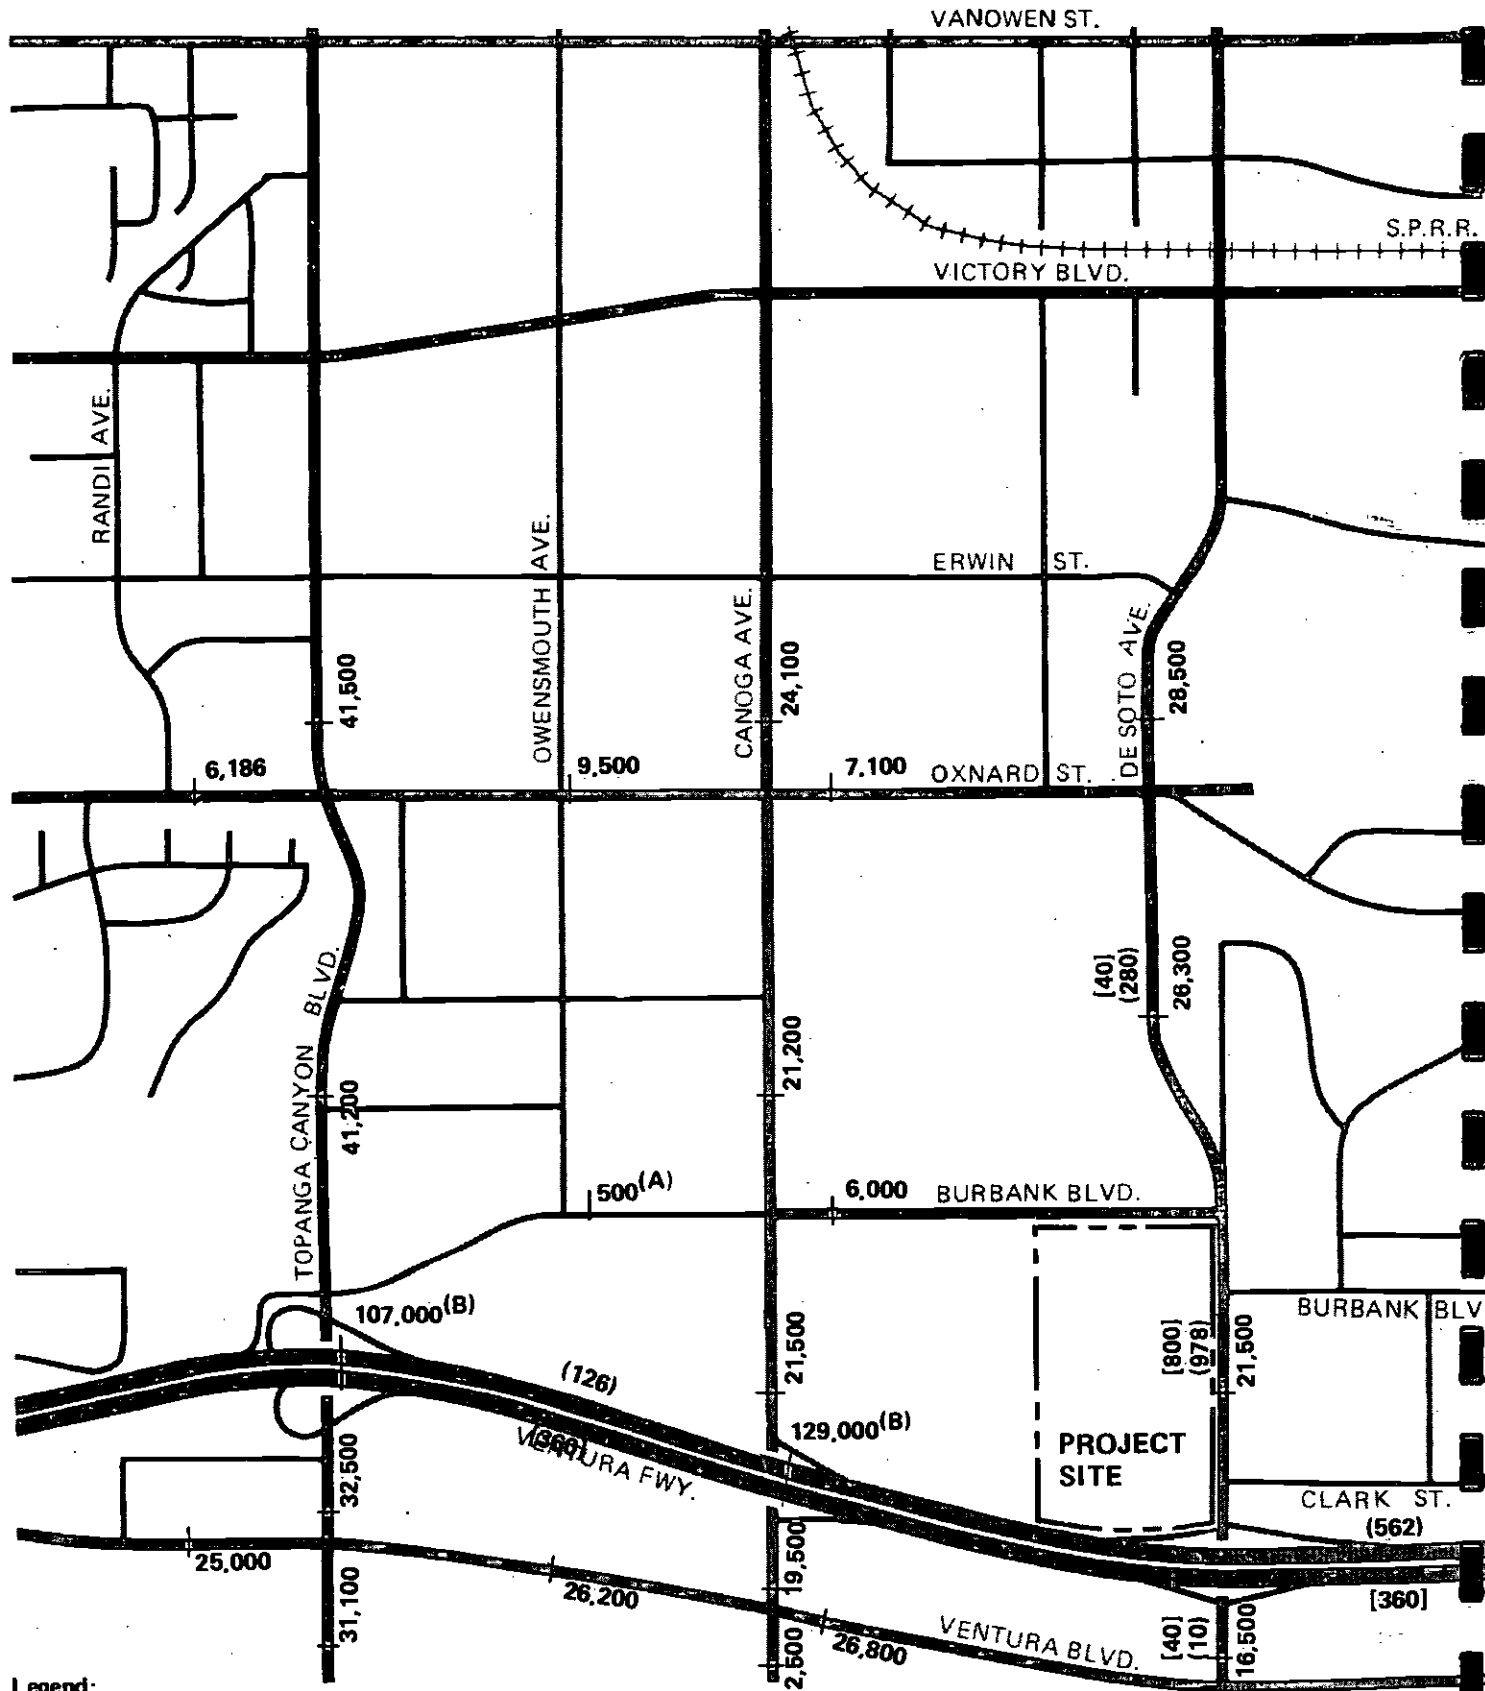 VANOWEN ST.
S.P.R.R.
VICTORY BLVD.
RANDI AVE.
OWENSMOUTH AVE.
CANOGA AVE.
ERWIN ST.
DE SOTO AVE.
41,500
24,100
28,500
6,186
9,500
7,100
OXNARD ST.
[40]
(280)
26,300
TOPANGA CANYON BLVD.
41,200
21,200
500(A)
6,000
BURBANK BLVD.
107,000(B)
BURBANK BLV
(126)
21,500
[800]
(978)
21,500
129,000(B)
(360)
VENTURA FWY.
PROJECT
SITE
32,500
CLARK ST.
(562)
25,000
26,200
19,500
[360]
31,100
26,800
2,500
VENTURA BLVD.
[40]
(10)
16,500
Legend: